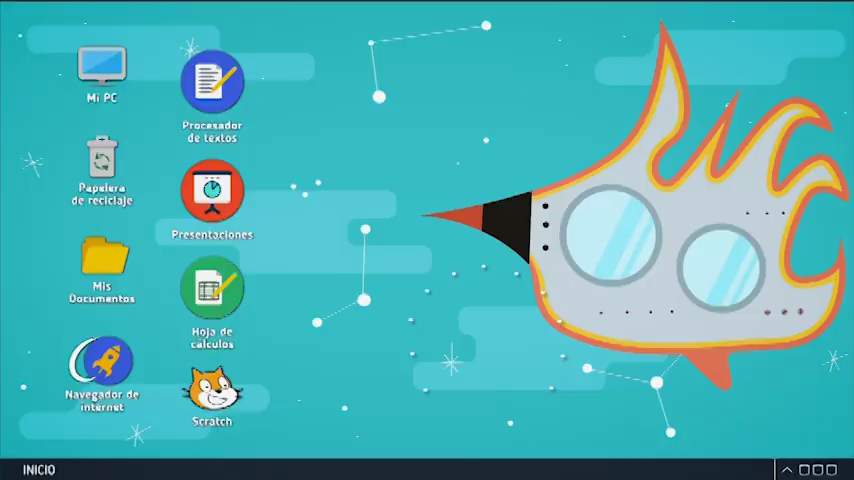 Mi PC
Papelera
de reciclaje
Mis
Documentos
Navegador de
internet
Procesador
de textos
Presentaciones
Hoja de
cálculos
Scratch
INICIO